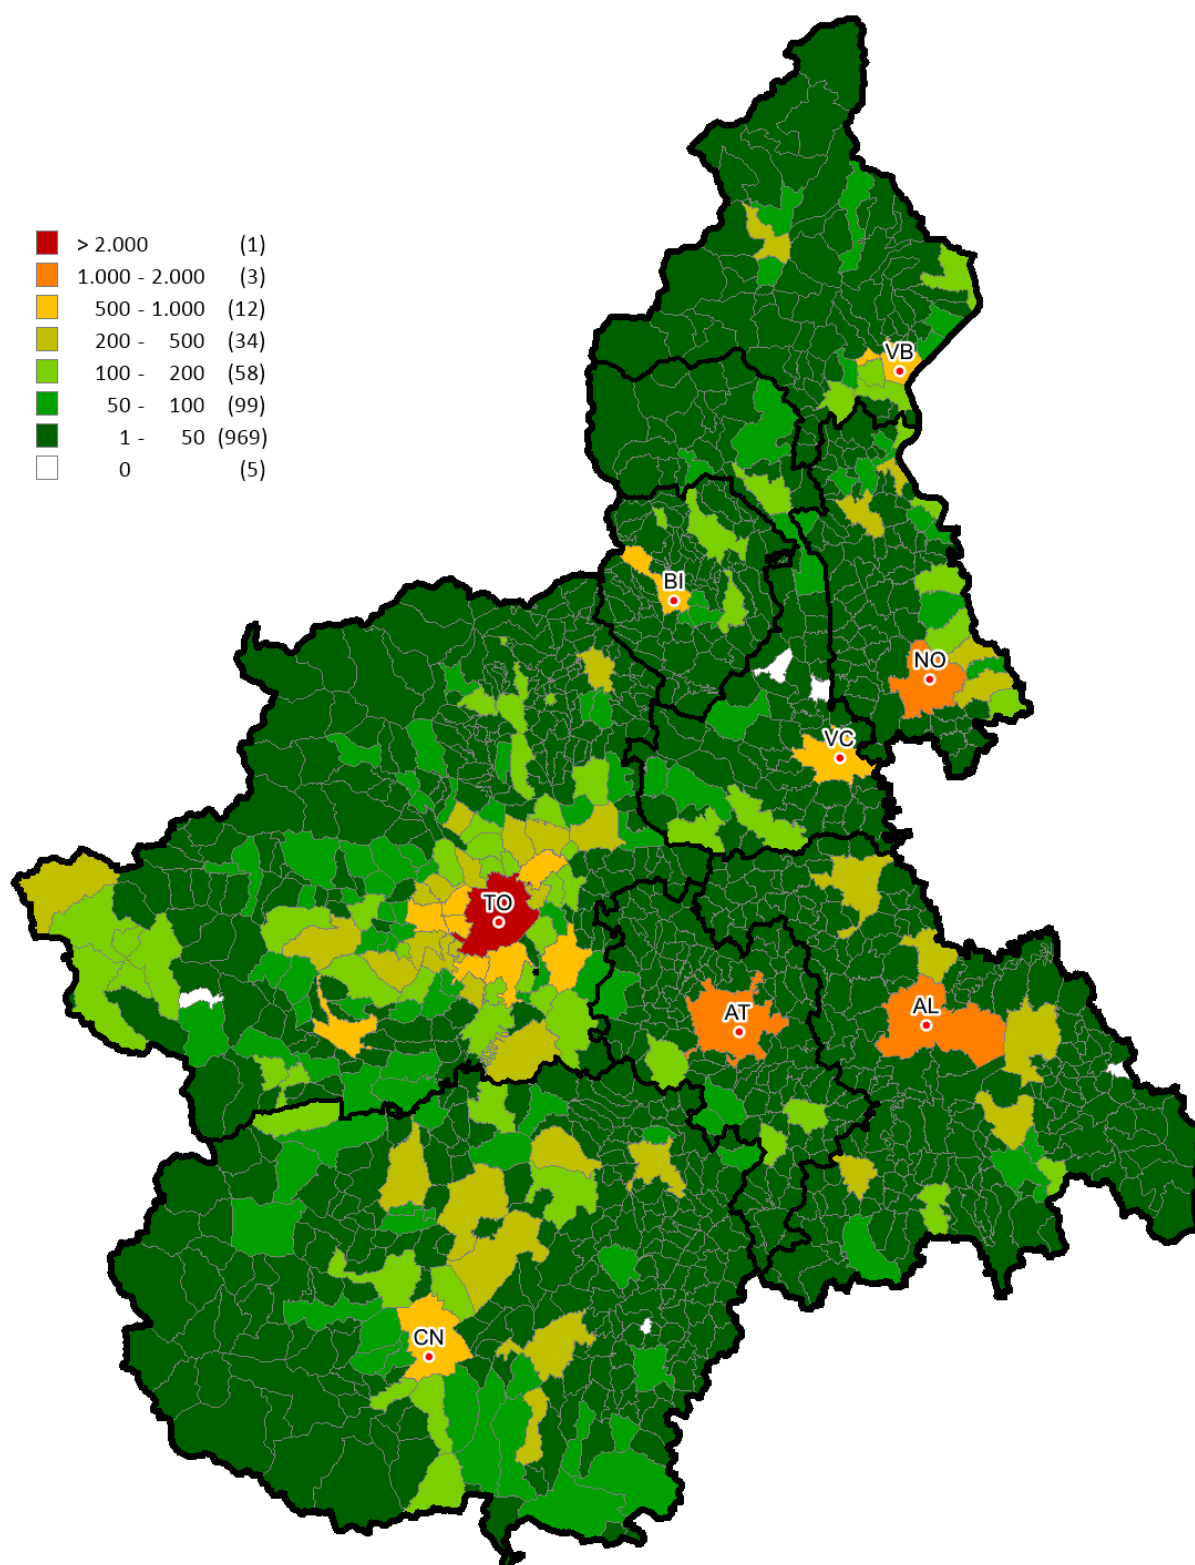 > 2.000 (1)
1.000 - 2.000 (3)
500 - 1.000 (12)
200 - 500 (34)
100 - 200 (58)
50 - 100 (99)
1 - 50 (969)
0 (5)
VB
BI
NO
VC
TO
AT
AL
CN